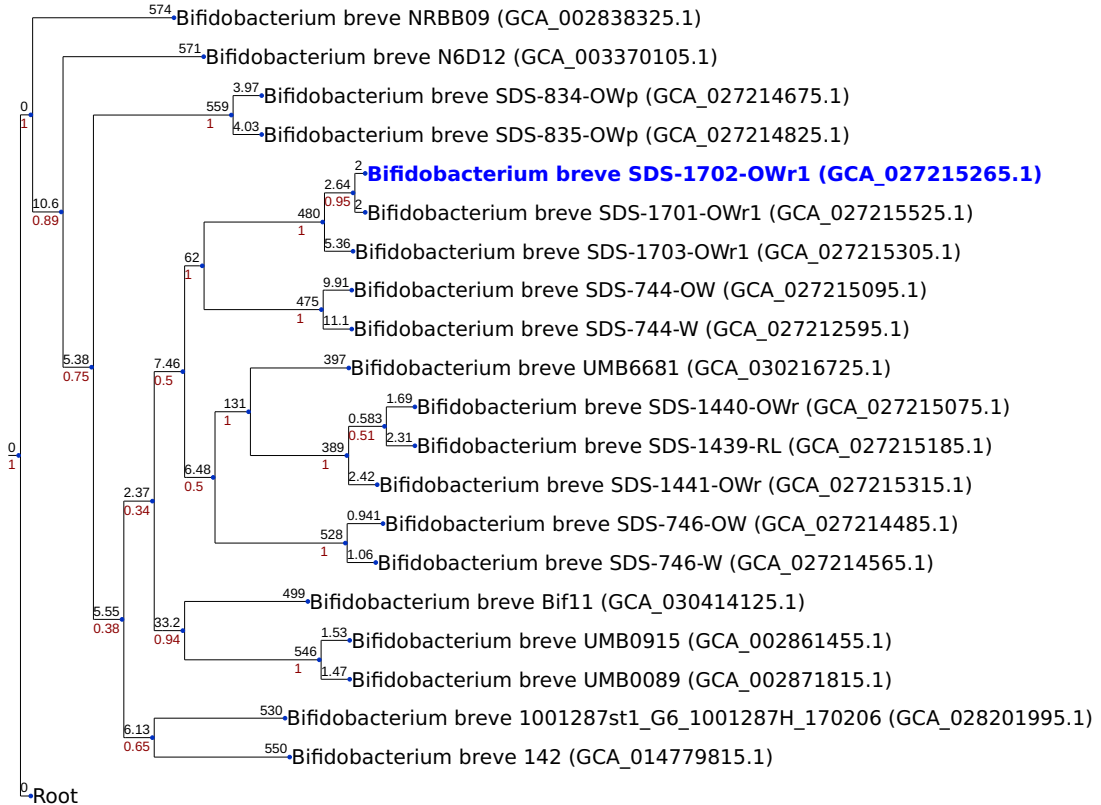 574 Bifidobacterium breve NRBB09 (GCA_002838325.1)
571 Bifidobacterium breve N6D12 (GCA_003370105.1)
3.97 Bifidobacterium breve SDS-834-OWp (GCA_027214675.1)
0 559
1 1
4.03 Bifidobacterium breve SDS-835-OWp (GCA_027214825.1)
2 Bifidobacterium breve SDS-1702-OWr1 (GCA_027215265.1)
2.64
0.95
10.6 480 2 Bifidobacterium breve SDS-1701-OWr1 (GCA_027215525.1)
0.89 1
5.36 Bifidobacterium breve SDS-1703-OWr1 (GCA_027215305.1)
62
1
9.91 Bifidobacterium breve SDS-744-OW (GCA_027215095.1)
475
1
11.1 Bifidobacterium breve SDS-744-W (GCA_027212595.1)
5.38 7.46 397 Bifidobacterium breve UMB6681 (GCA_030216725.1)
0.75 0.5
131 1.69 Bifidobacterium breve SDS-1440-OWr (GCA_027215075.1)
1
0.583
0.51
0 389 2.31 Bifidobacterium breve SDS-1439-RL (GCA_027215185.1)
1 1
6.48 2.42 Bifidobacterium breve SDS-1441-OWr (GCA_027215315.1)
0.5
2.37
0.34
0.941 Bifidobacterium breve SDS-746-OW (GCA_027214485.1)
528
1
1.06 Bifidobacterium breve SDS-746-W (GCA_027214565.1)
499 Bifidobacterium breve Bif11 (GCA_030414125.1)
5.55 33.2
0.38 0.94
1.53 Bifidobacterium breve UMB0915 (GCA_002861455.1)
546
1
1.47 Bifidobacterium breve UMB0089 (GCA_002871815.1)
530 Bifidobacterium breve 1001287st1_G6_1001287H_170206 (GCA_028201995.1)
6.13
0.65
550 Bifidobacterium breve 142 (GCA_014779815.1)
0 Root